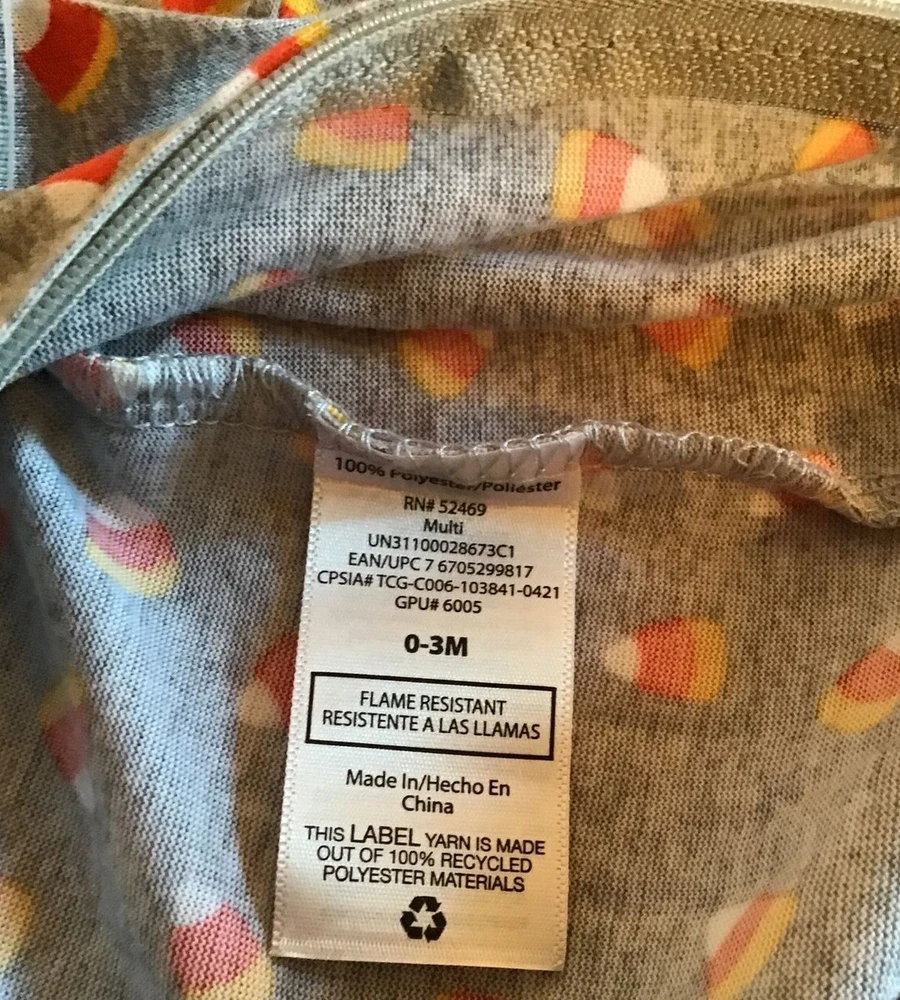 100% Polyester/Poliéster
RN# 52469
Multi
UN31100028673C1
EAN/UPC 7 6705299817
CPSIA# TCG-C006-103841-0421
GPU# 6005
0-3M
FLAME RESISTANT
RESISTENTE A LAS LLAMAS
Made In/Hecho En
China
THIS LABEL YARN IS MADE
OUT OF 100% RECYCLED
POLYESTER MATERIALS